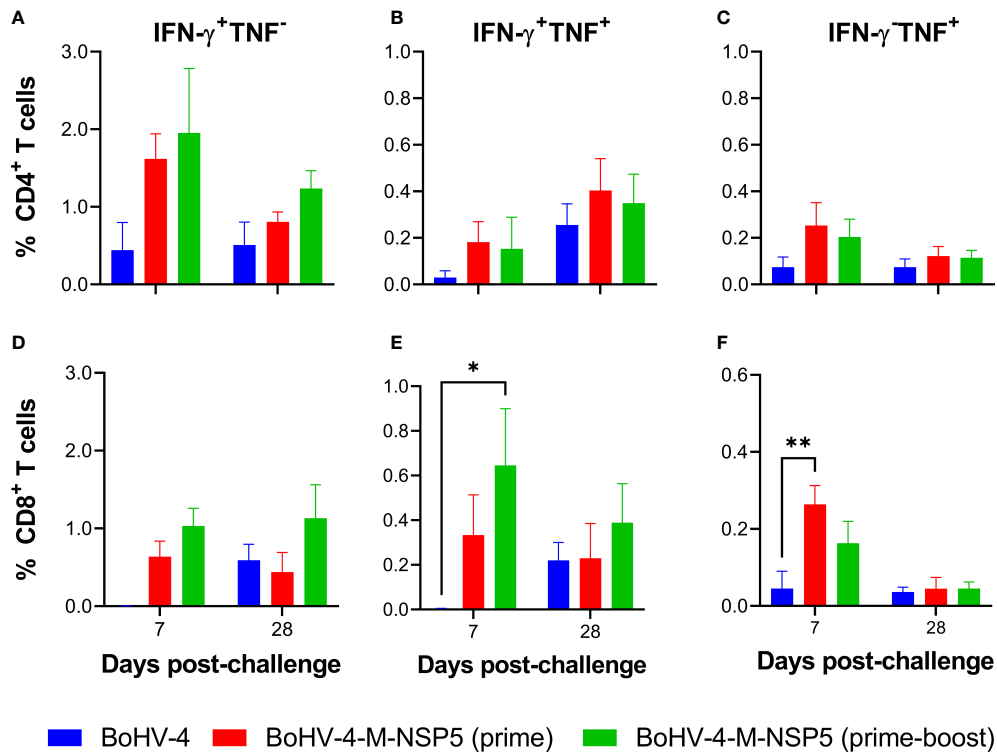 A
IFN-γ⁺TNF⁻
B
IFN-γ⁺TNF⁺
C
IFN-γ⁻TNF⁺
% CD4⁺ T cells
3.0
2.0
1.0
0.0
1.0
0.8
0.6
0.4
0.2
0.0
1.0
0.8
0.6
0.4
0.2
0.0
D
E
F
% CD8⁺ T cells
3.0
2.0
1.0
0.0
7
28
Days post-challenge
*
1.0
0.8
0.6
0.4
0.2
0.0
7
28
Days post-challenge
**
0.6
0.4
0.2
0.0
7
28
Days post-challenge
BoHV-4 BoHV-4-M-NSP5 (prime) BoHV-4-M-NSP5 (prime-boost)